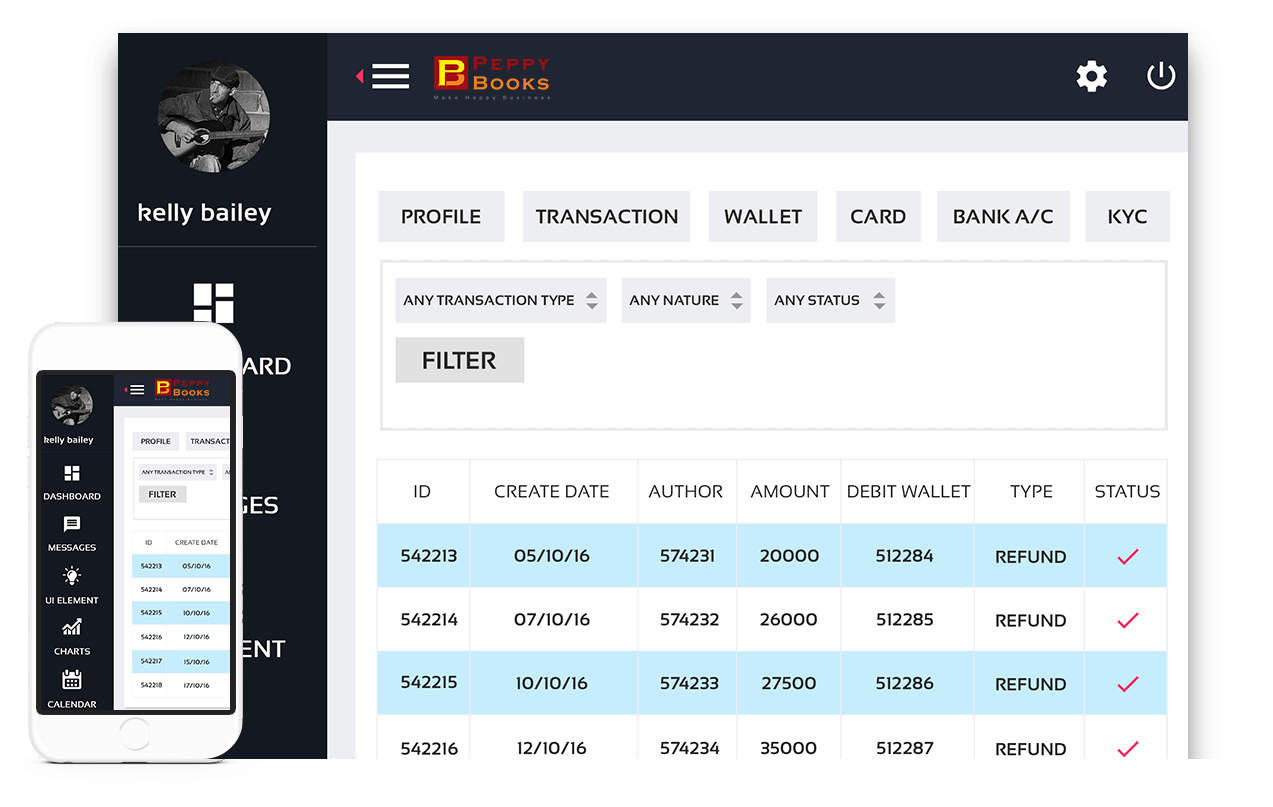 PEPPY
BOOKS
Make Happy Business
kelly bailey
PROFILE TRANSACTION WALLET CARD BANK A/C KYC
ANY TRANSACTION TYPE ANY NATURE ANY STATUS
FILTER
ARD
GES
ENT
ID CREATE DATE AUTHOR AMOUNT DEBIT WALLET TYPE STATUS
542213 05/10/16 574231 20000 512284 REFUND
542214 07/10/16 574232 26000 512285 REFUND
542215 10/10/16 574233 27500 512286 REFUND
542216 12/10/16 574234 35000 512287 REFUND
PEPPY
BOOKS
kelly bailey
DASHBOARD
MESSAGES
UI ELEMENT
CHARTS
CALENDAR
PROFILE TRANSACT
ANY TRANSACTION TYPE
FILTER
ID CREATE DATE
542213 05/10/16
542214 07/10/16
542215 10/10/16
542216 12/10/16
542217 15/10/16
542218 17/10/16